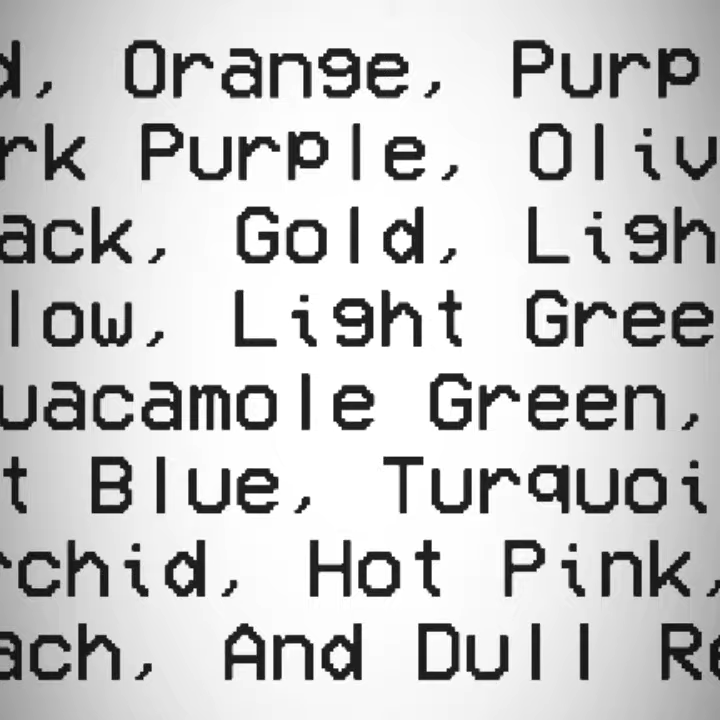 d, Orange, Purp
rk Purple, Oliv
ack, Gold, Ligh
low, Light Gree
uacamole Green,
t Blue, Turquoi
rchid, Hot Pink,
ach, And Dull Re